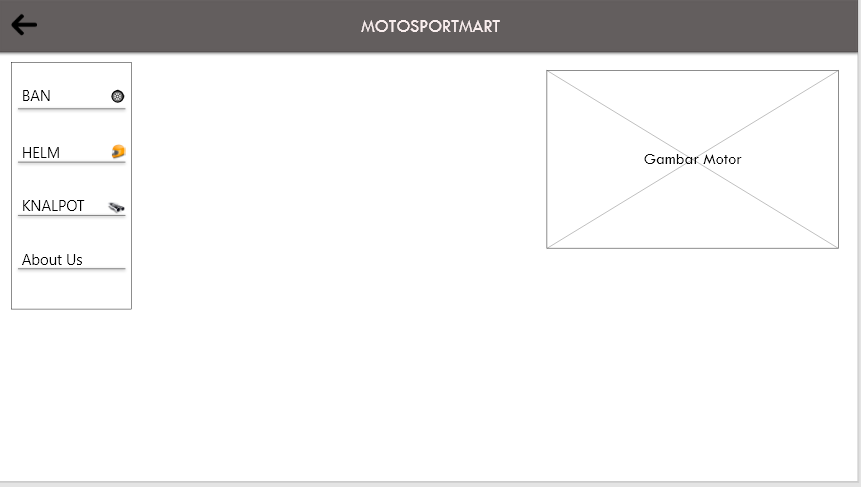 MOTOSPORTMART
BAN
HELM
KNALPOT
About Us
Gambar Motor